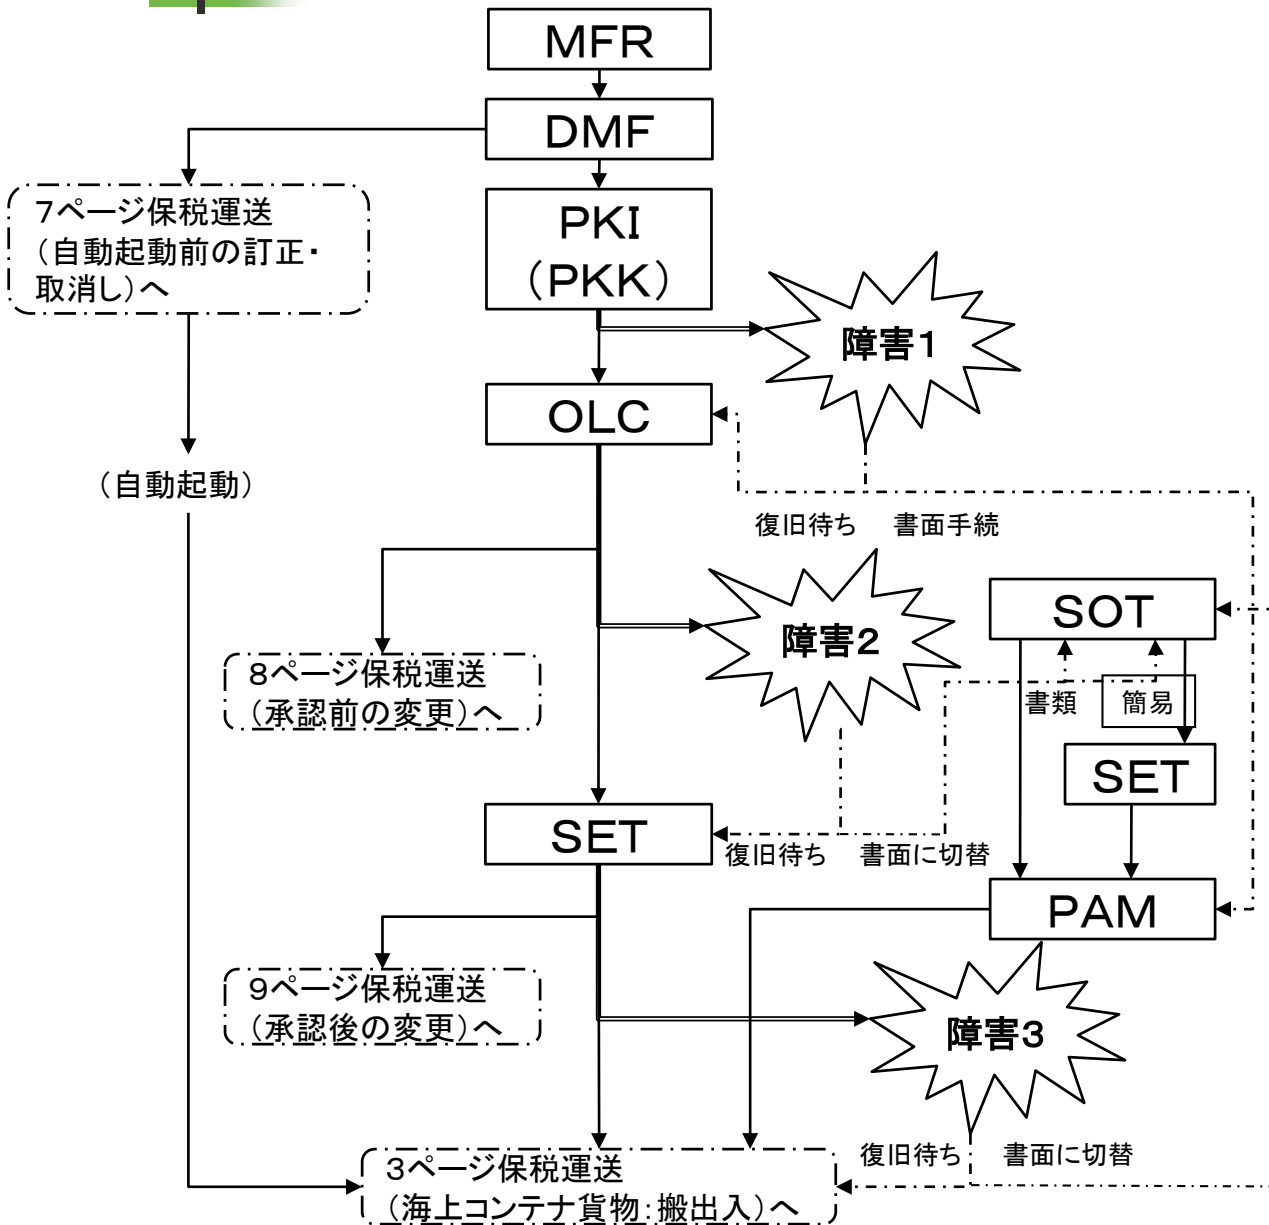 MFR
DMF
7ページ保税運送
(自動起動前の訂正・
取消し)へ
PKI
(PKK)
障害1
OLC
(自動起動)
復旧待ち 書面手続
SOT
障害2
8ページ保税運送
(承認前の変更)へ
書類 簡易
SET
SET
復旧待ち 書面に切替
PAM
9ページ保税運送
(承認後の変更)へ
障害3
復旧待ち 書面に切替
3ページ保税運送
(海上コンテナ貨物:搬出入)へ